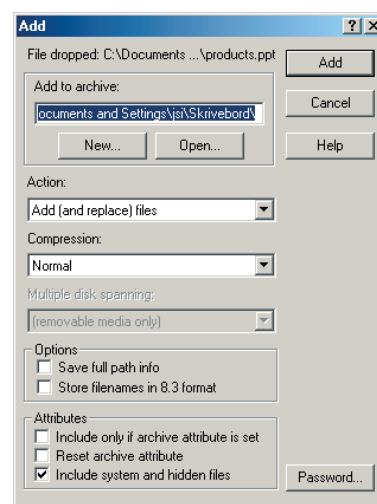 Add
File dropped: C:\Documents ...\products.ppt
Add
Add to archive:
ocuments and Settings\jsi\Skrivebord\
Cancel
New...
Open...
Help
Action:
Add (and replace) files
Compression:
Normal
Multiple disk spanning:
(removable media only)
Options
Save full path info
Store filenames in 8.3 format
Attributes
Include only if archive attribute is set
Reset archive attribute
Include system and hidden files
Password...